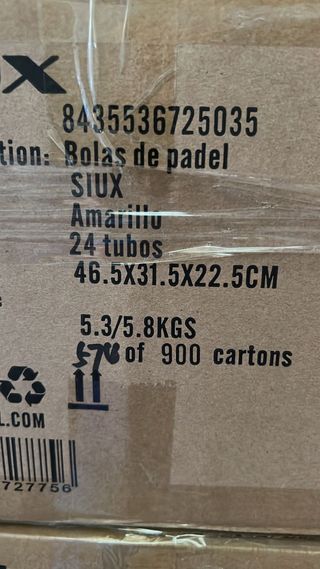 UX
8435536725035
tion: Bolas de padel
SIUX
Amarillo
24 tubos
46.5X31.5X22.5CM
5.3/5.8KGS
of 900 cartons
L.COM
727756